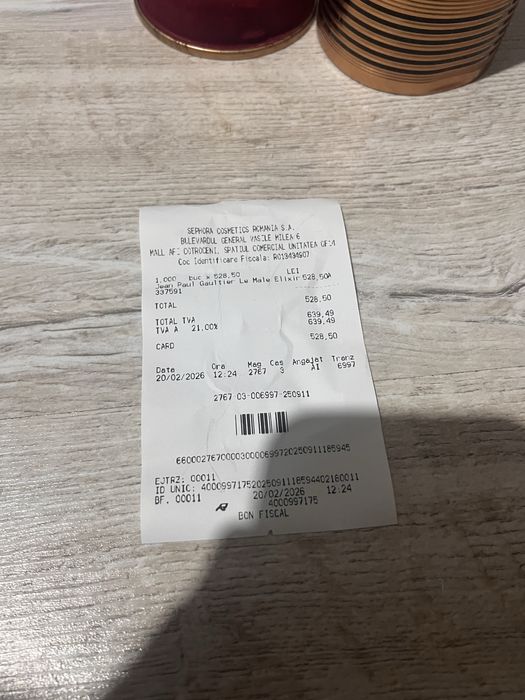 SEPHORA COSMETICS ROMANIA S.A.
BULEVARDUL GENERAL VASILE MILEA 6
MALL AFI COTROCENI, SPATIUL COMERCIAL UNITATEA
Coc Identificare Fiscala: RO13494907
LEI
1,000 buc x 528,50
Jean Paul Gaultier Le Male Elixir 528,50A
337591
TOTAL 528,50
TOTAL TVA 639,49
TVA A 21,00% 639,49
CARD 528,50
Date Ora Mag Cas Angajat Tranz
20/02/2026 12:24 2767 3 AI 6997
2767 03-006997-250911
6600027670000300006997202509111​85945
EJTRZ: 00011
ID UNIC: 4000997175202509111859440216001​1
BF. 00011 20/02/2026 12:24
4000997175
BON FISCAL